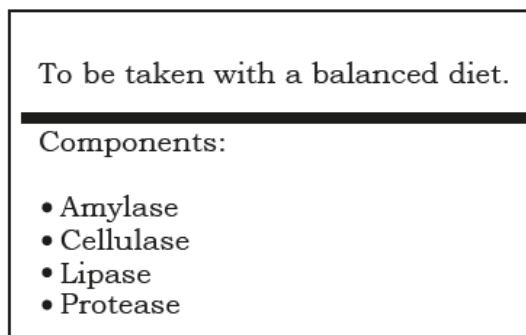 To be taken with a balanced diet.
Components:
• Amylase
• Cellulase
• Lipase
• Protease